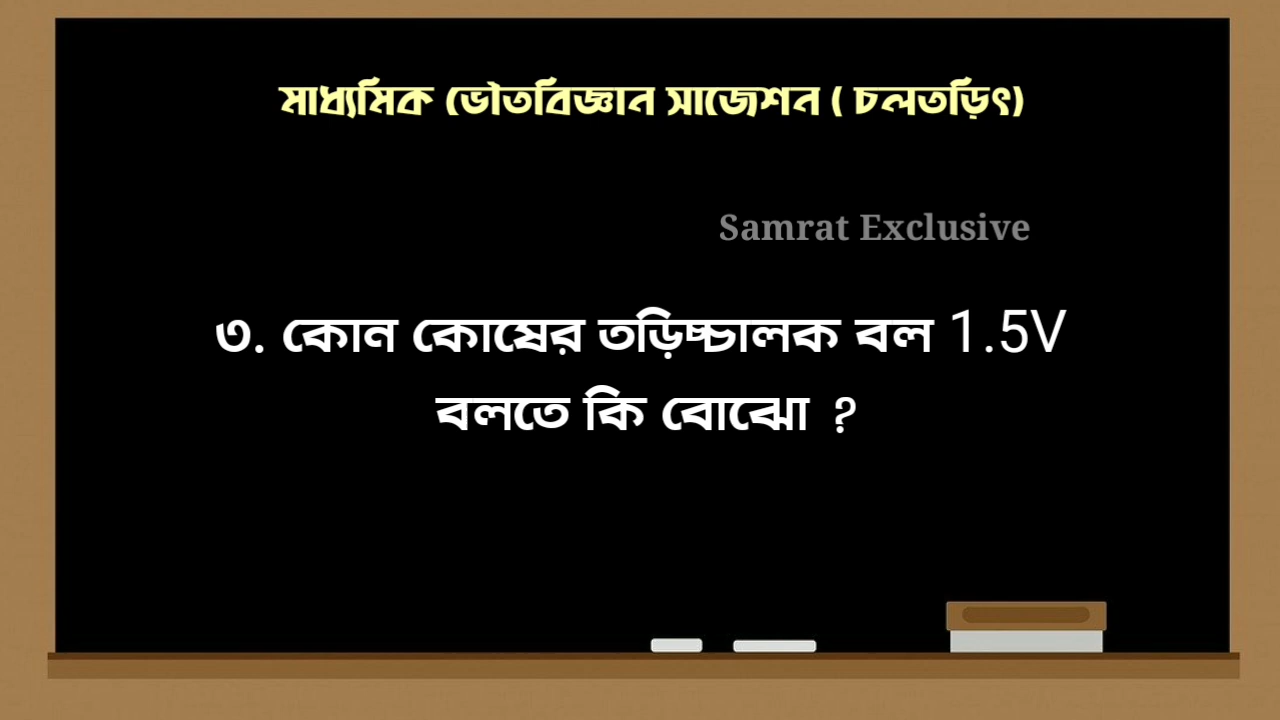 মাধ্যমিক ভৌতবিজ্ঞান সাজেশন ( চলতড়িৎ)
Samrat Exclusive
৩. কোন কোষের তড়িচ্চালক বল 1.5V
বলতে কি বোঝো ?